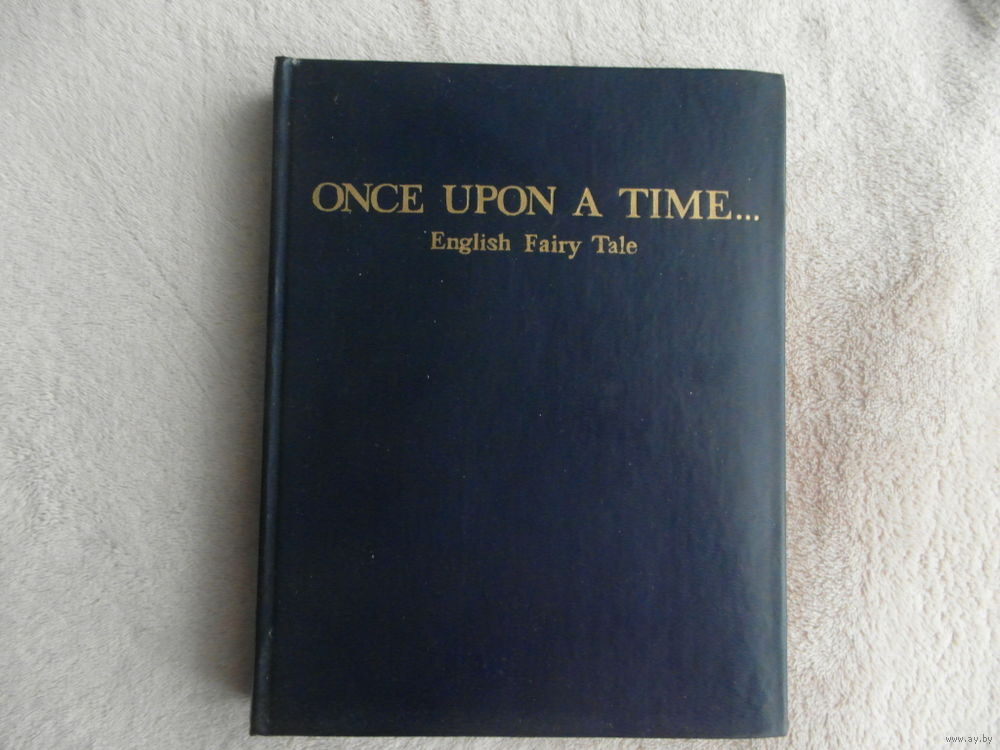 ONCE UPON A TIME...
English Fairy Tale
www.ay.by